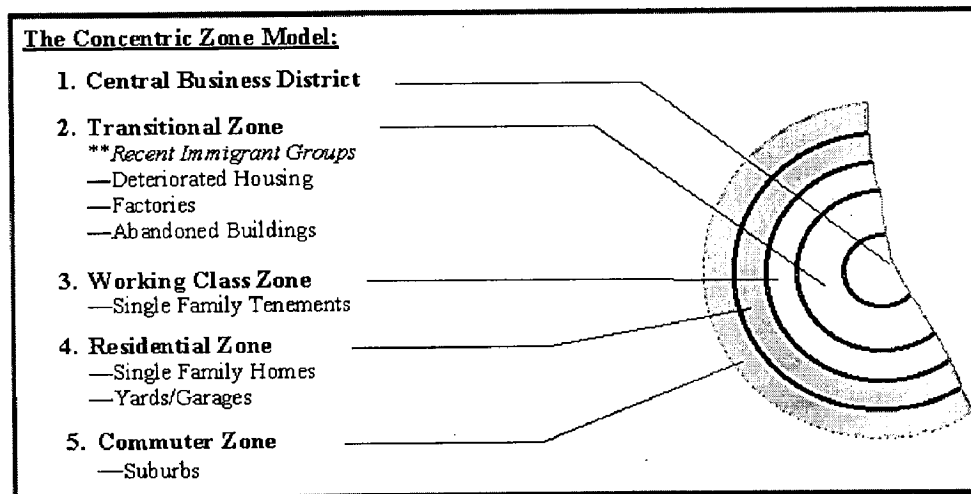 The Concentric Zone Model:
1. Central Business District
2. Transitional Zone
**Recent Immigrant Groups
—Deteriorated Housing
—Factories
—Abandoned Buildings
3. Working Class Zone
—Single Family Tenements
4. Residential Zone
—Single Family Homes
—Yards/Garages
5. Commuter Zone
—Suburbs